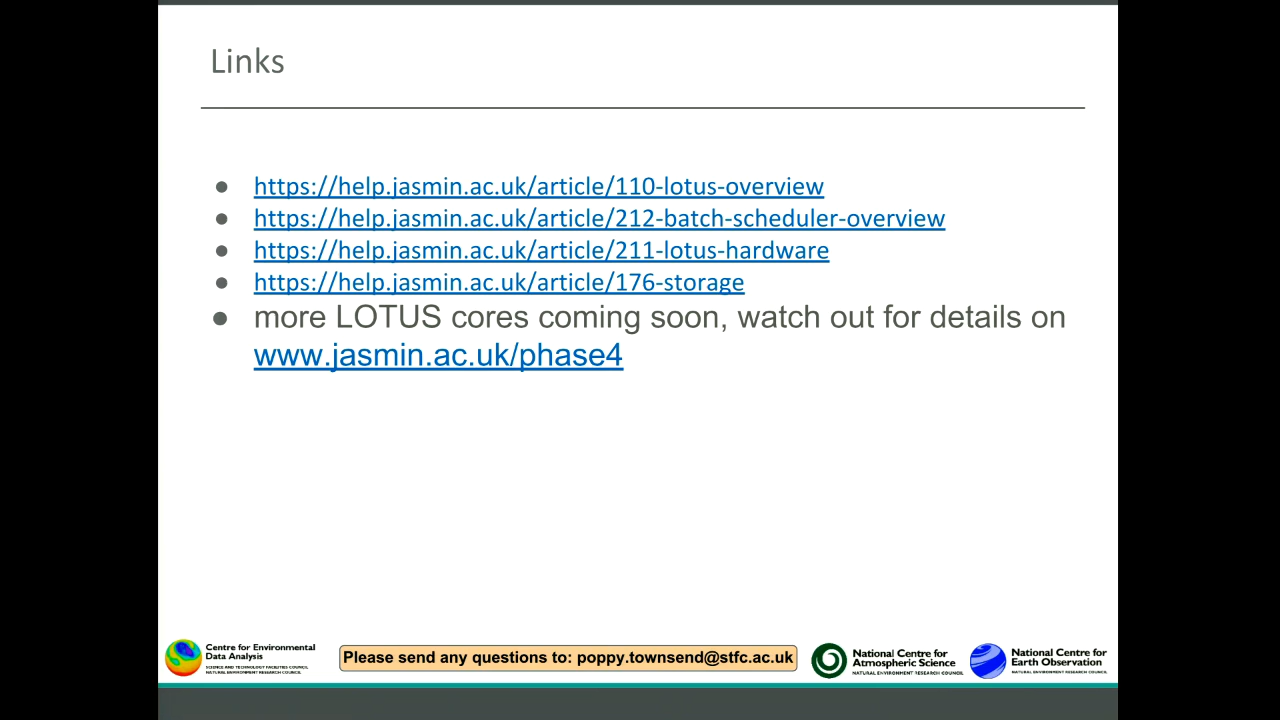 Links
● https://help.jasmin.ac.uk/article/110-lotus-overview
● https://help.jasmin.ac.uk/article/212-batch-scheduler-overview
● https://help.jasmin.ac.uk/article/211-lotus-hardware
● https://help.jasmin.ac.uk/article/176-storage
● more LOTUS cores coming soon, watch out for details on
www.jasmin.ac.uk/phase4
Centre for Environmental
Data Analysis
SCIENCE AND TECHNOLOGY FACILITIES COUNCIL
NATURAL ENVIRONMENT RESEARCH COUNCIL
Please send any questions to: poppy.townsend@stfc.ac.uk
National Centre for
Atmospheric Science
NATURAL ENVIRONMENT RESEARCH COUNCIL
National Centre for
Earth Observation
NATURAL ENVIRONMENT RESEARCH COUNCIL